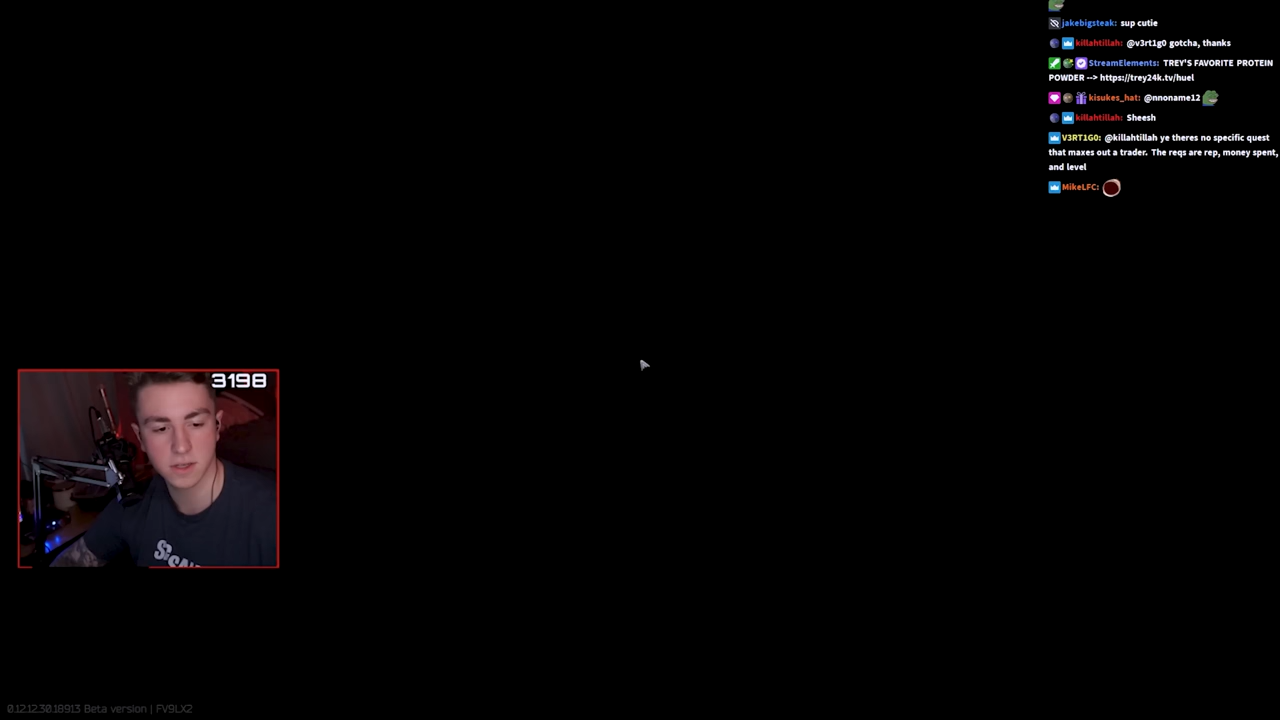 jakebigsteak: sup cutie
killahtillah: @v3rt1g0 gotcha, thanks
StreamElements: TREY'S FAVORITE PROTEIN
POWDER --> https://trey24k.tv/huel
kisukes_hat: @nnoname12
killahtillah: Sheesh
V3RT1G0: @killahtillah ye theres no specific quest
that maxes out a trader. The reqs are rep, money spent,
and level
MikeLFC:
3198
0.12.12.30.18913 Beta version | FV9LX2